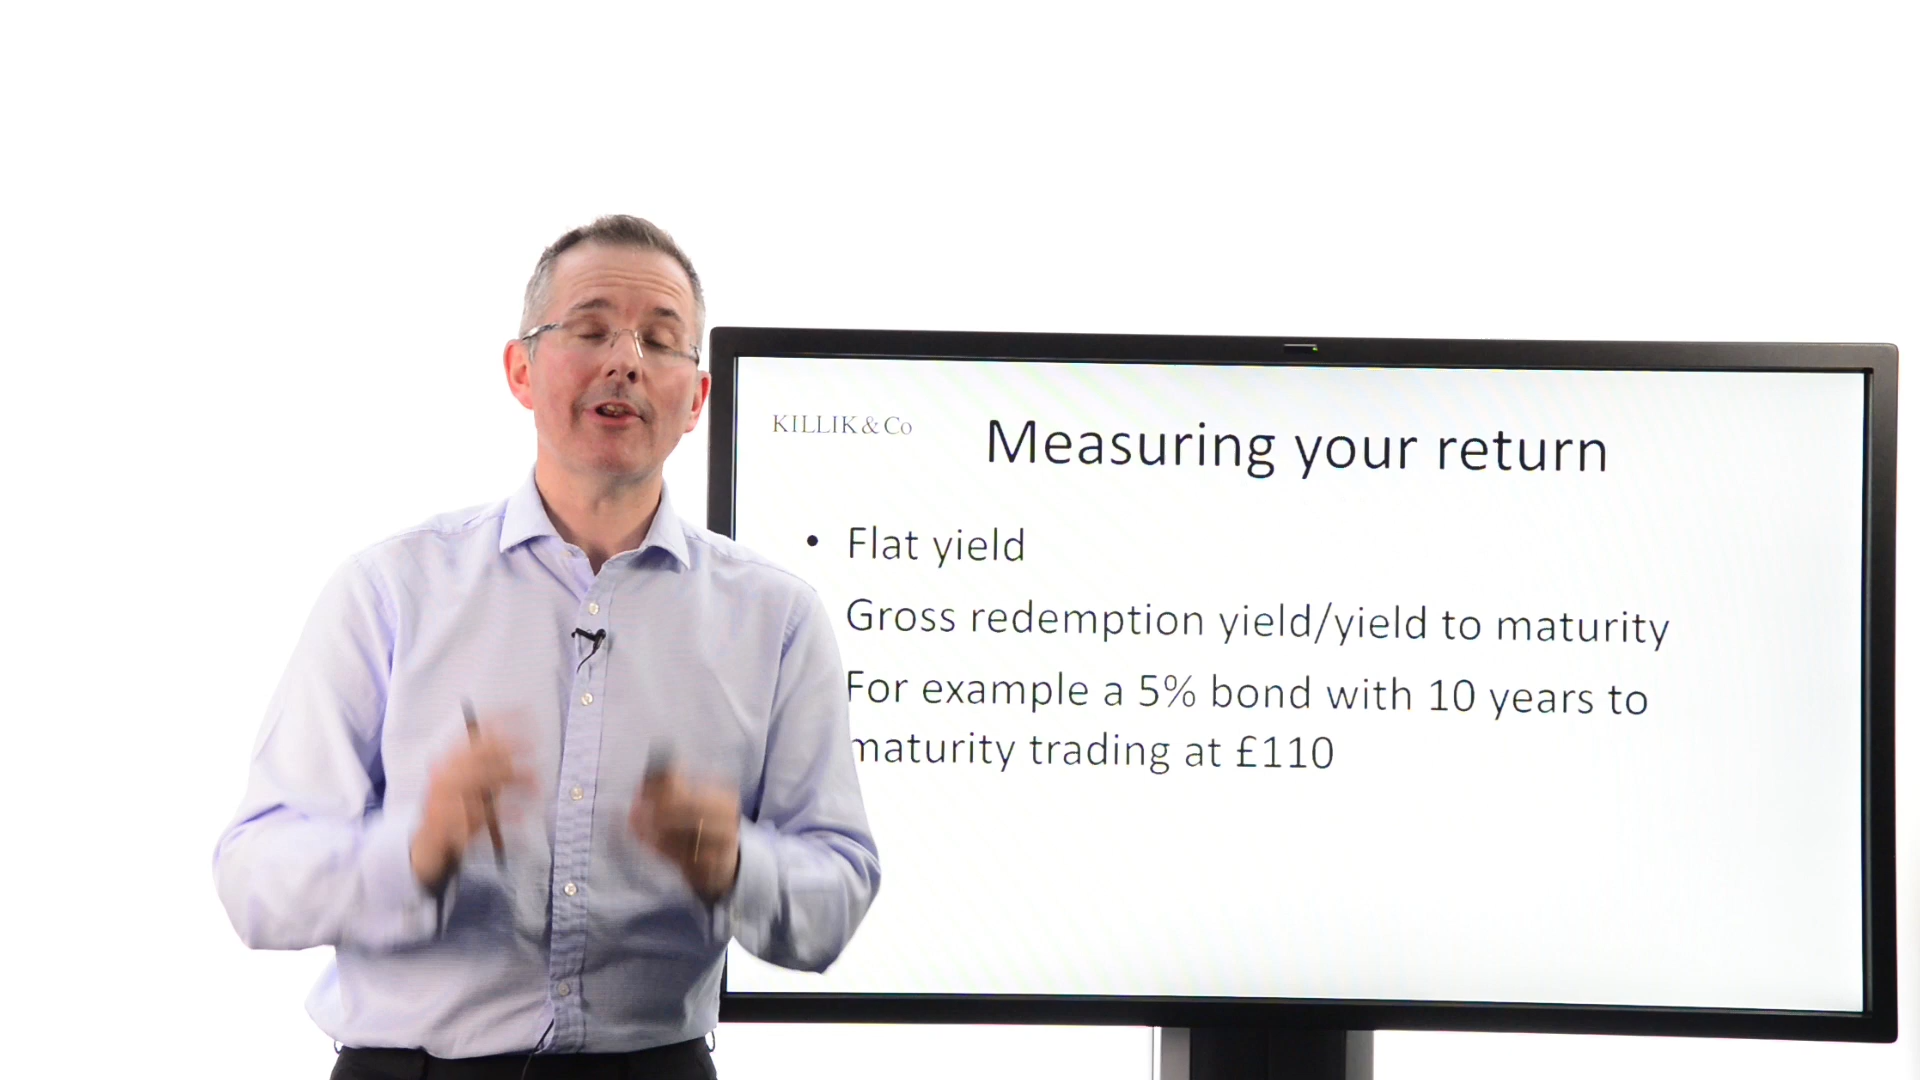 KILLIK & Co
Measuring your return
• Flat yield
Gross redemption yield/yield to maturity
For example a 5% bond with 10 years to
maturity trading at £110